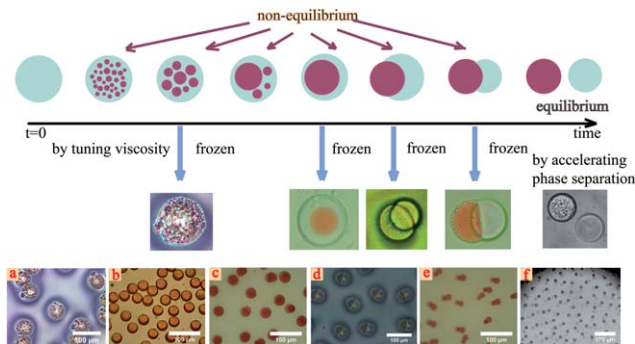 non-equilibrium
equilibrium
t=0
time
by tuning viscosity
frozen
frozen
frozen
frozen
by accelerating
phase separation
a
b
c
d
e
f
100 μm
100 μm
100 μm
100 μm
100 μm